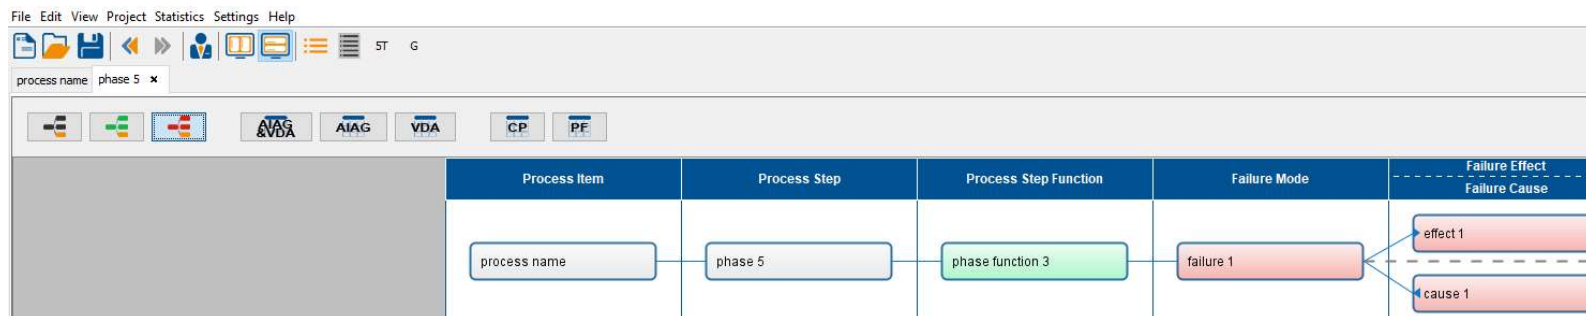 File Edit View Project Statistics Settings Help
5T G
process name phase 5 ×
AIAG &VDA AIAG VDA CP PF
Process Item Process Step Process Step Function Failure Mode Failure Effect
Failure Cause
effect 1
process name phase 5 phase function 3 failure 1
cause 1